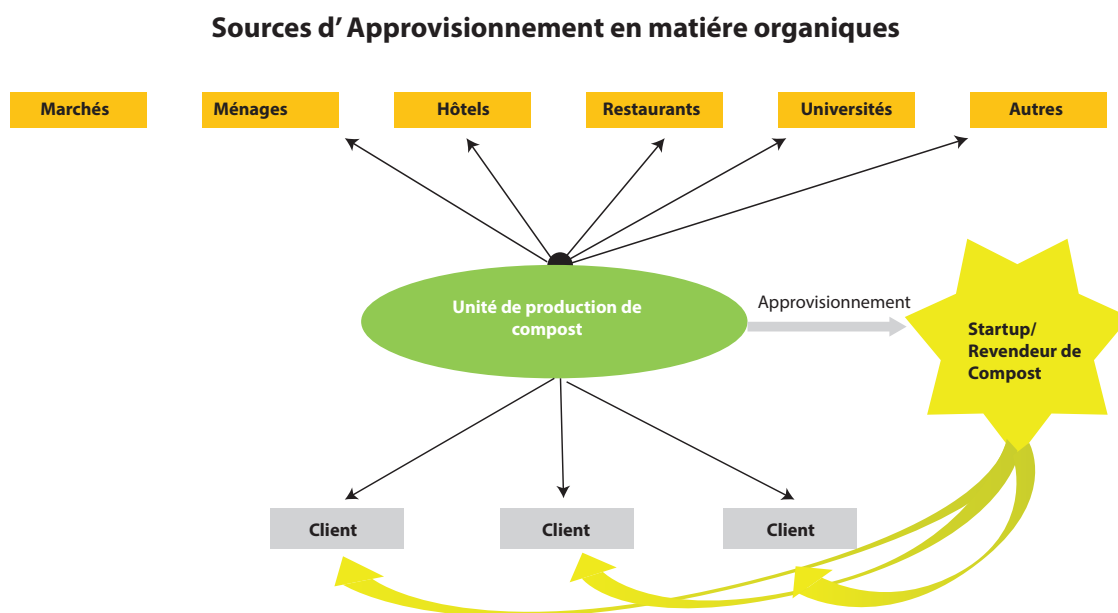 Sources d’ Approvisionnement en matiére organiques
Marchés
Ménages
Hôtels
Restaurants
Universités
Autres
Unité de production de
compost
Approvisionnement
Startup/
Revendeur de
Compost
Client
Client
Client